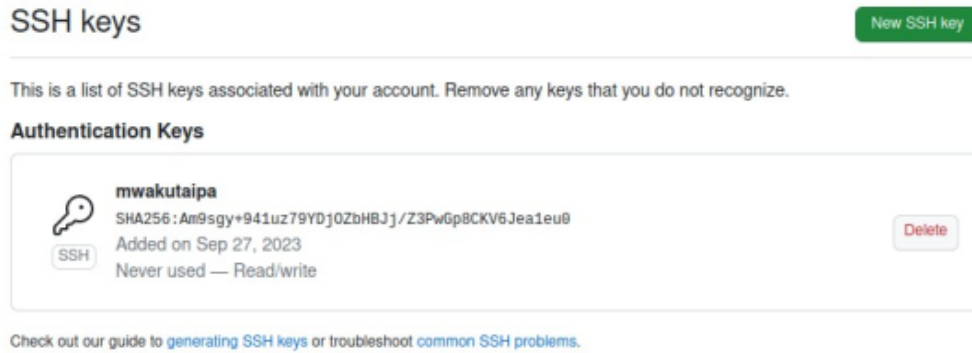 SSH keys
New SSH key
This is a list of SSH keys associated with your account. Remove any keys that you do not recognize.
Authentication Keys
mwakutaipa
SHA256:Am9sgy+941uz79YDjOZbHBJj/Z3PwGp8CKV6Jea1eu0
Added on Sep 27, 2023
Never used — Read/write
SSH
Delete
Check out our guide to generating SSH keys or troubleshoot common SSH problems.